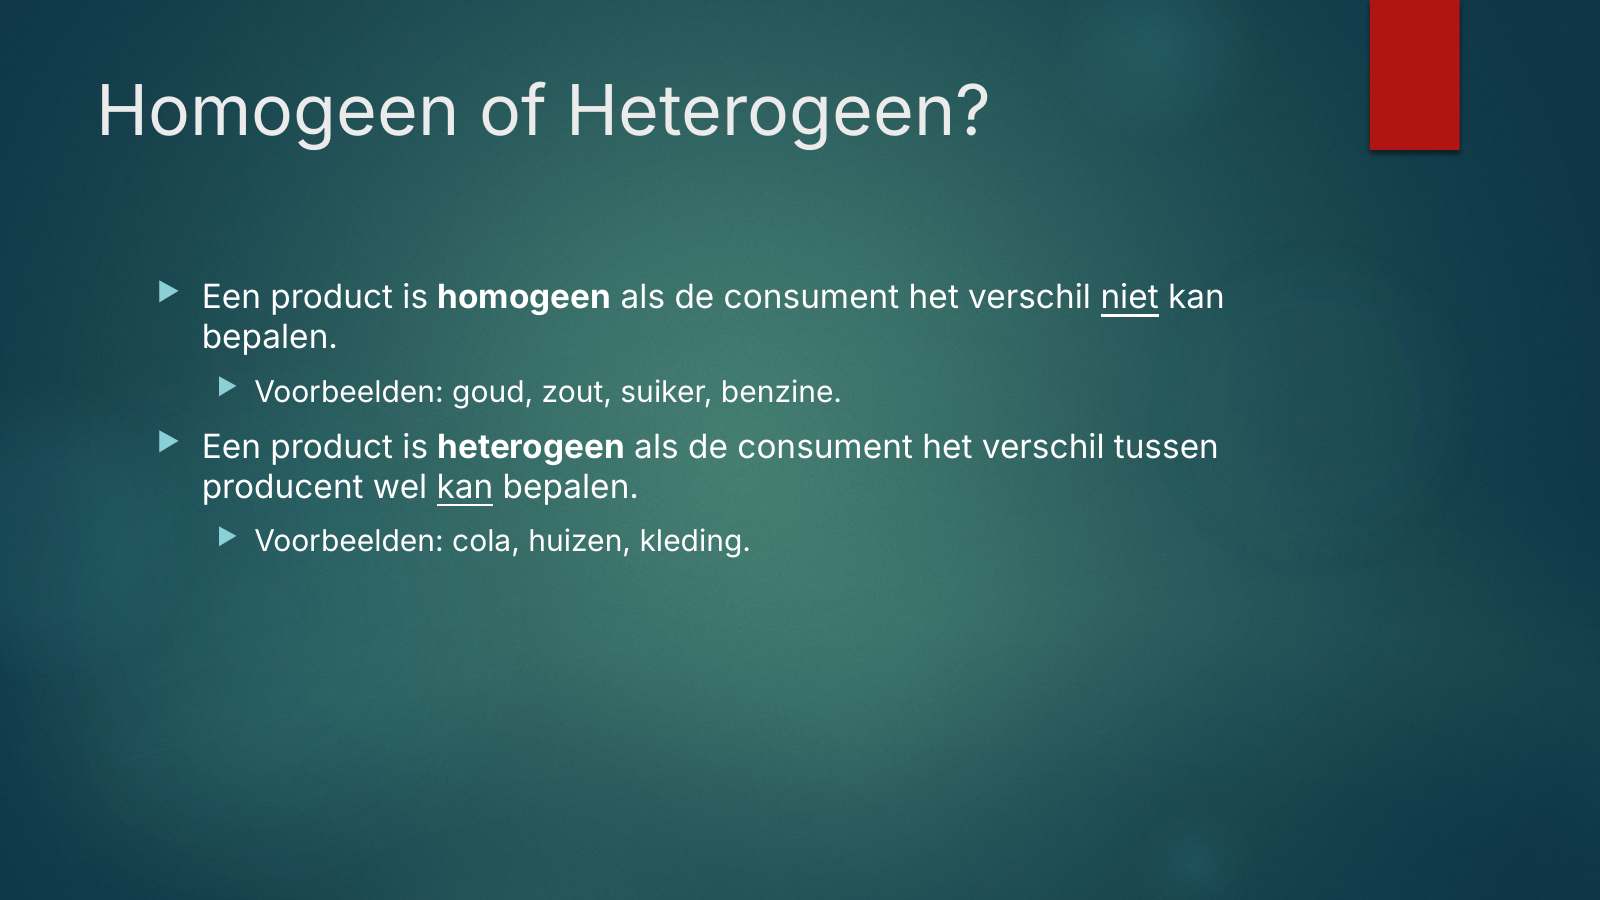 Homogeen of Heterogeen?
Een product is homogeen als de consument het verschil niet kan
bepalen.
Voorbeelden: goud, zout, suiker, benzine.
Een product is heterogeen als de consument het verschil tussen
producent wel kan bepalen.
Voorbeelden: cola, huizen, kleding.